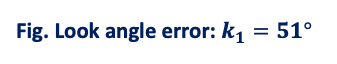 Fig. Look angle error: k₁ = 51°